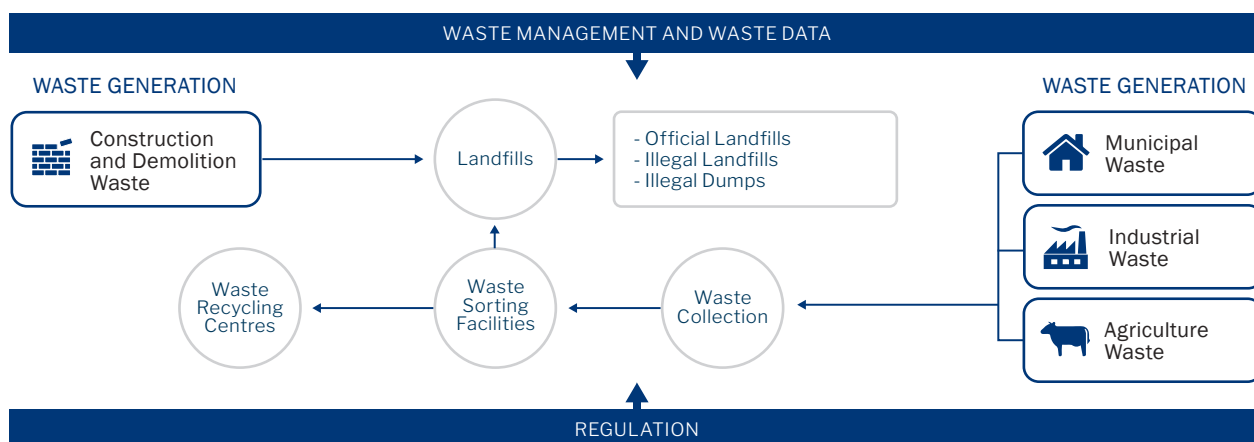 WASTE MANAGEMENT AND WASTE DATA
WASTE GENERATION
Construction
and Demolition
Waste
Landfills
- Official Landfills
- Illegal Landfills
- Illegal Dumps
WASTE GENERATION
Municipal
Waste
Industrial
Waste
Agriculture
Waste
Waste
Collection
Waste
Sorting
Facilities
Waste
Recycling
Centres
REGULATION